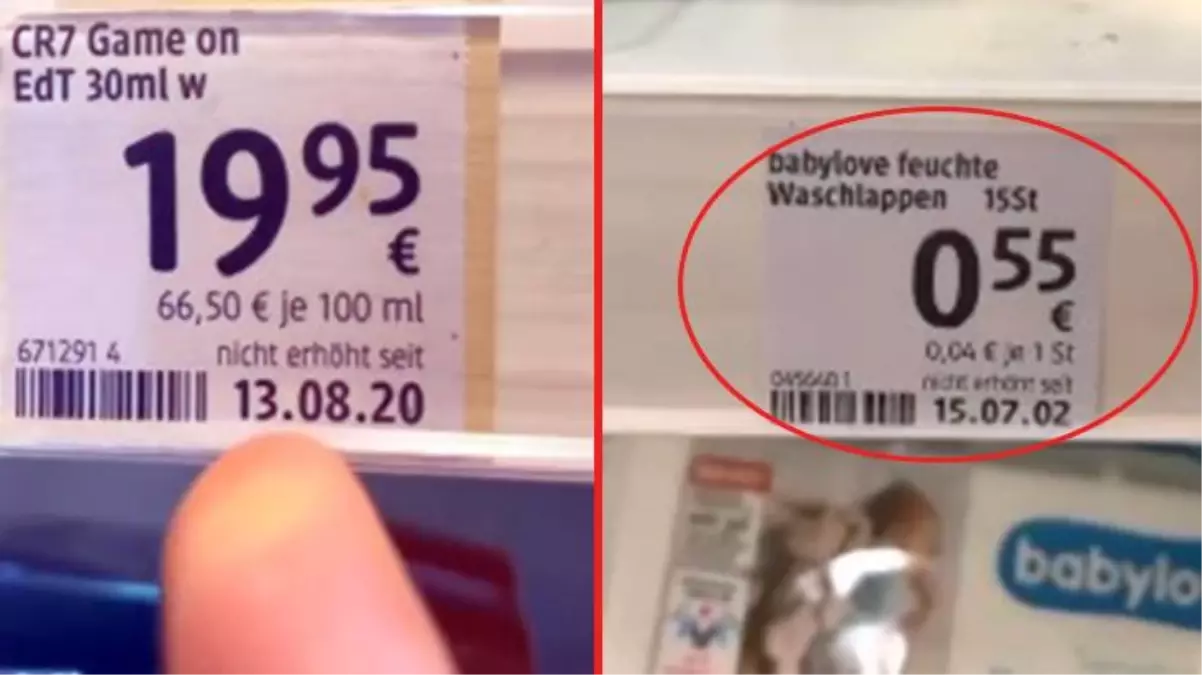 CR7 Game on
EdT 30ml w
19 95
€
66,50 € je 100 ml
671291 4
nicht erhöht seit
13.08.20
babylove feuchte
Waschlappen 15St
0 55
€
0,04 € je 1 St
nicht erhöht seit
15.07.02
babylo